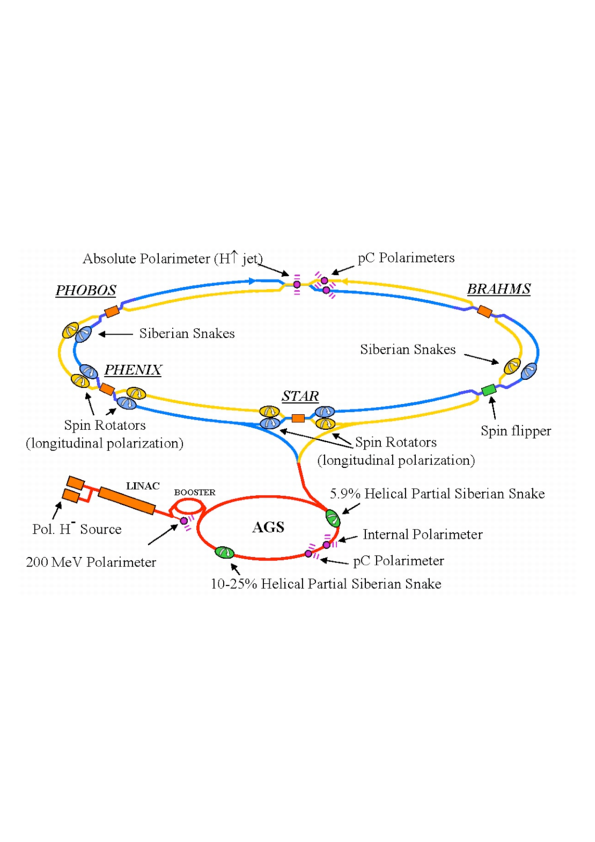 Absolute Polarimeter (H↑ jet)
pC Polarimeters
PHOBOS
BRAHMS
Siberian Snakes
Siberian Snakes
PHENIX
STAR
Spin Rotators
(longitudinal polarization)
Spin Rotators
(longitudinal polarization)
Spin flipper
LINAC
BOOSTER
5.9% Helical Partial Siberian Snake
AGS
Pol. H⁻ Source
Internal Polarimeter
200 MeV Polarimeter
pC Polarimeter
10-25% Helical Partial Siberian Snake